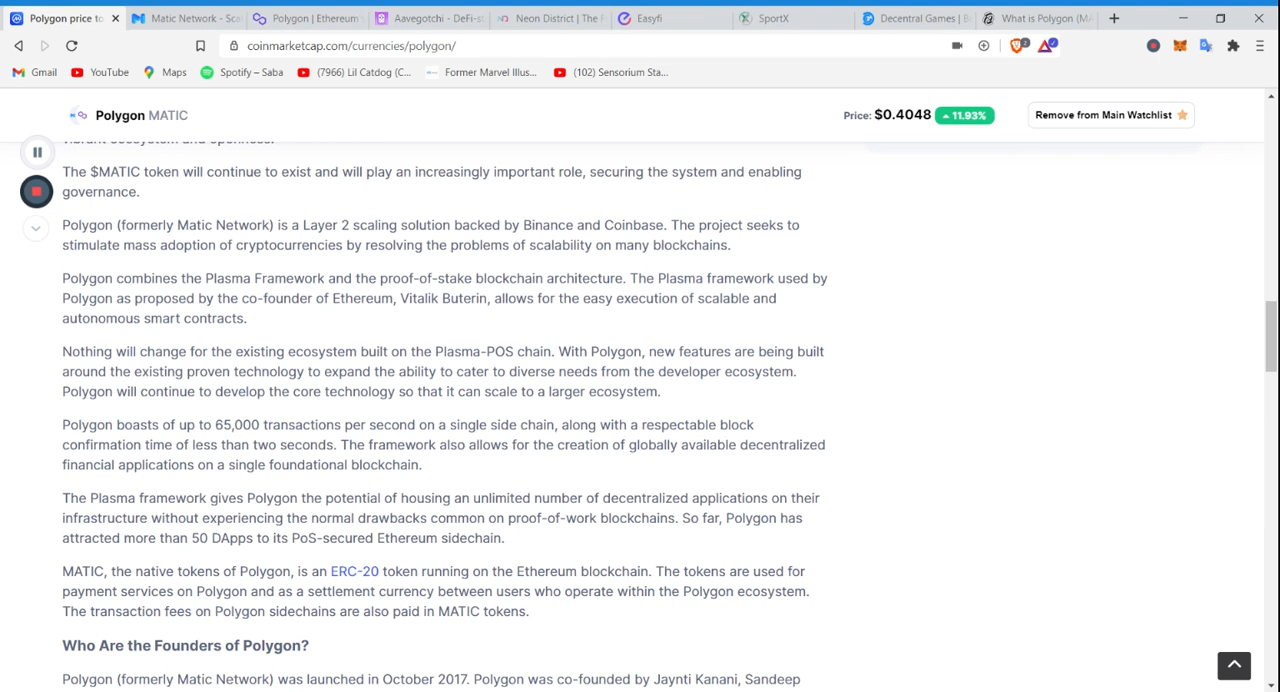 Polygon price to
Matic Network - Sca
Polygon | Ethereum
Aavegotchi - DeFi-st
Neon District | The F
Easyfi
SportX
Decentral Games | B
What is Polygon (MA
coinmarketcap.com/currencies/polygon/
Gmail
YouTube
Maps
Spotify – Saba
(7966) Lil Catdog (C...
Former Marvel Illus...
(102) Sensorium Sta...
Polygon MATIC
Price: $0.4048 11.93%
Remove from Main Watchlist
vibrant ecosystem and openness.
The $MATIC token will continue to exist and will play an increasingly important role, securing the system and enabling
governance.
Polygon (formerly Matic Network) is a Layer 2 scaling solution backed by Binance and Coinbase. The project seeks to
stimulate mass adoption of cryptocurrencies by resolving the problems of scalability on many blockchains.
Polygon combines the Plasma Framework and the proof-of-stake blockchain architecture. The Plasma framework used by
Polygon as proposed by the co-founder of Ethereum, Vitalik Buterin, allows for the easy execution of scalable and
autonomous smart contracts.
Nothing will change for the existing ecosystem built on the Plasma-POS chain. With Polygon, new features are being built
around the existing proven technology to expand the ability to cater to diverse needs from the developer ecosystem.
Polygon will continue to develop the core technology so that it can scale to a larger ecosystem.
Polygon boasts of up to 65,000 transactions per second on a single side chain, along with a respectable block
confirmation time of less than two seconds. The framework also allows for the creation of globally available decentralized
financial applications on a single foundational blockchain.
The Plasma framework gives Polygon the potential of housing an unlimited number of decentralized applications on their
infrastructure without experiencing the normal drawbacks common on proof-of-work blockchains. So far, Polygon has
attracted more than 50 DApps to its PoS-secured Ethereum sidechain.
MATIC, the native tokens of Polygon, is an ERC-20 token running on the Ethereum blockchain. The tokens are used for
payment services on Polygon and as a settlement currency between users who operate within the Polygon ecosystem.
The transaction fees on Polygon sidechains are also paid in MATIC tokens.
Who Are the Founders of Polygon?
Polygon (formerly Matic Network) was launched in October 2017. Polygon was co-founded by Jaynti Kanani, Sandeep